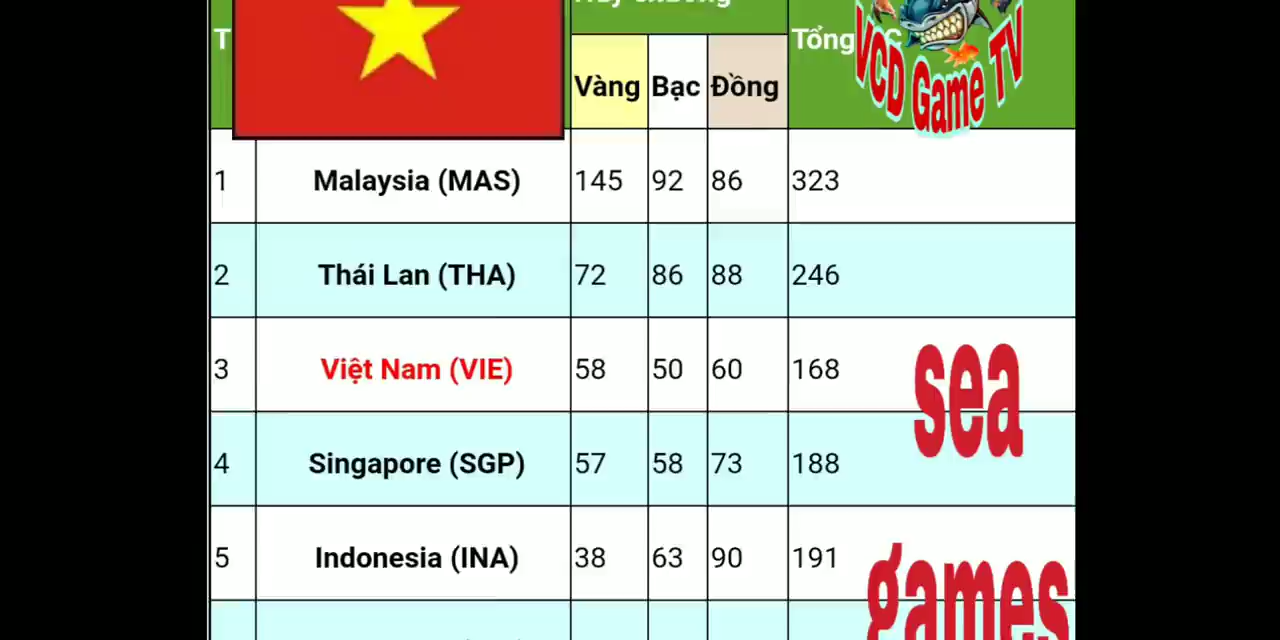 T
Tổng
VCD Game TV
Vàng Bạc Đồng
1 Malaysia (MAS) 145 92 86 323
2 Thái Lan (THA) 72 86 88 246
3 Việt Nam (VIE) 58 50 60 168
4 Singapore (SGP) 57 58 73 188
5 Indonesia (INA) 38 63 90 191
sea
games